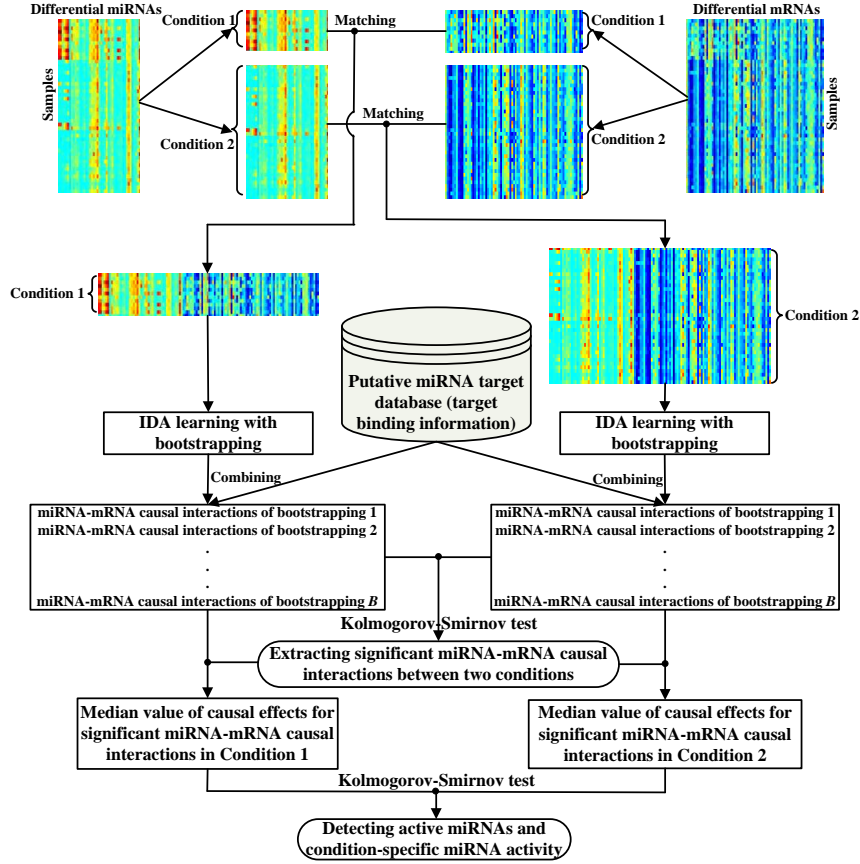 Differential miRNAs
Condition 1
Matching
Condition 1
Differential mRNAs
Samples
Condition 2
Matching
Condition 2
Samples
Condition 1
Condition 2
Putative miRNA target
database (target
binding information)
IDA learning with
bootstrapping
IDA learning with
bootstrapping
Combining
Combining
miRNA-mRNA causal interactions of bootstrapping 1
miRNA-mRNA causal interactions of bootstrapping 2
.
.
.
miRNA-mRNA causal interactions of bootstrapping B
miRNA-mRNA causal interactions of bootstrapping 1
miRNA-mRNA causal interactions of bootstrapping 2
.
.
.
miRNA-mRNA causal interactions of bootstrapping B
Kolmogorov-Smirnov test
Extracting significant miRNA-mRNA causal
interactions between two conditions
Median value of causal effects for
significant miRNA-mRNA causal
interactions in Condition 1
Median value of causal effects for
significant miRNA-mRNA causal
interactions in Condition 2
Kolmogorov-Smirnov test
Detecting active miRNAs and
condition-specific miRNA activity